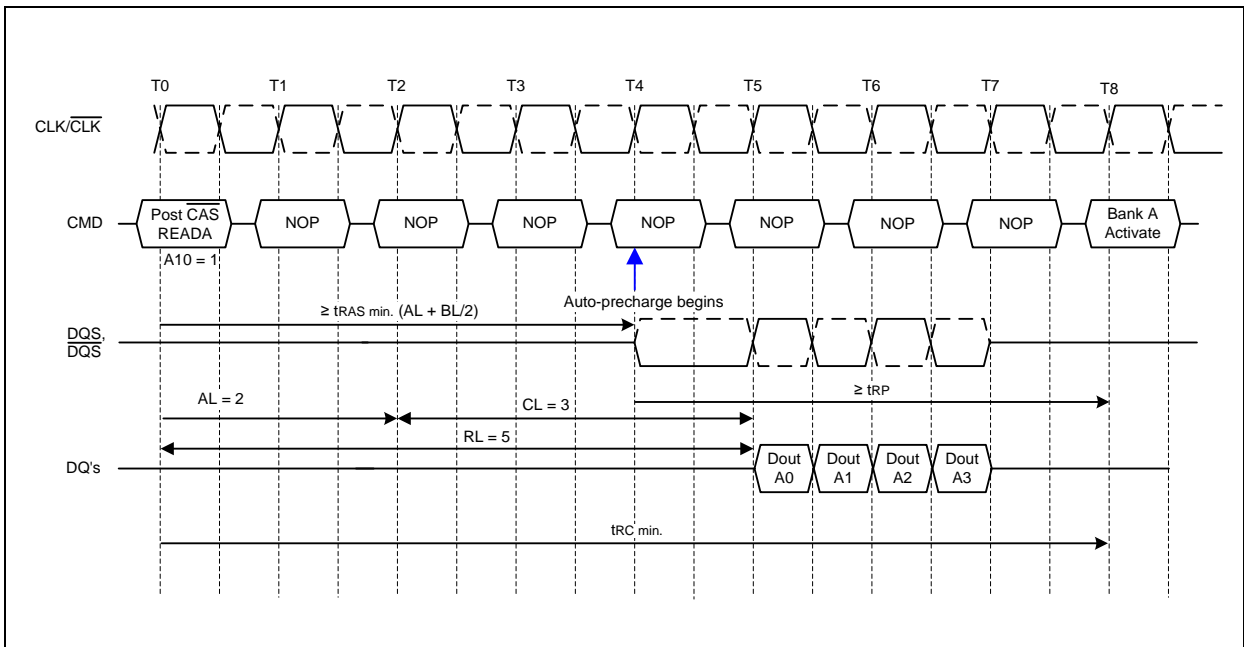 T0 T1 T2 T3 T4 T5 T6 T7 T8
CLK/CLK
CMD
Post CAS
READA
NOP NOP NOP NOP NOP NOP NOP
Bank A
Activate
A10 = 1
Auto-precharge begins
≥ tRAS min. (AL + BL/2)
DQS,
DQS
≥ tRP
AL = 2
CL = 3
RL = 5
DQ's
Dout
A0
Dout
A1
Dout
A2
Dout
A3
tRC min.